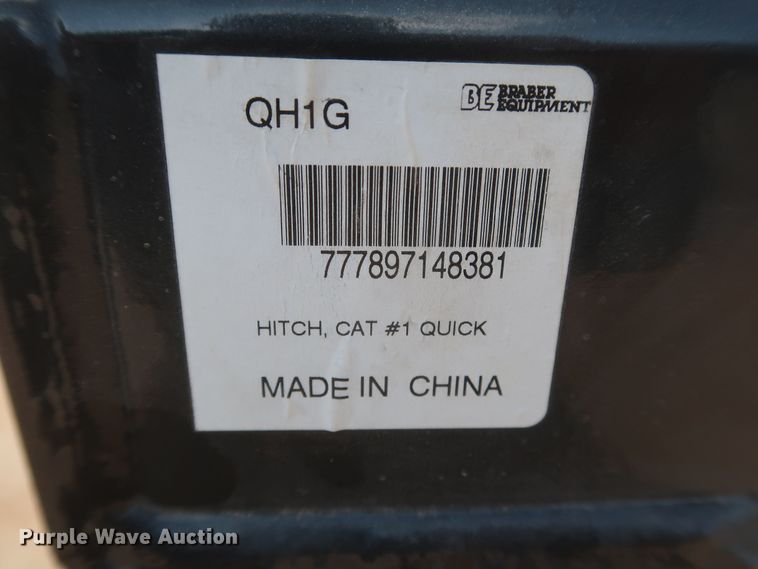 QH1G
BE BRABER EQUIPMENT
777897148381
HITCH, CAT #1 QUICK
MADE IN CHINA
Purple Wave Auction